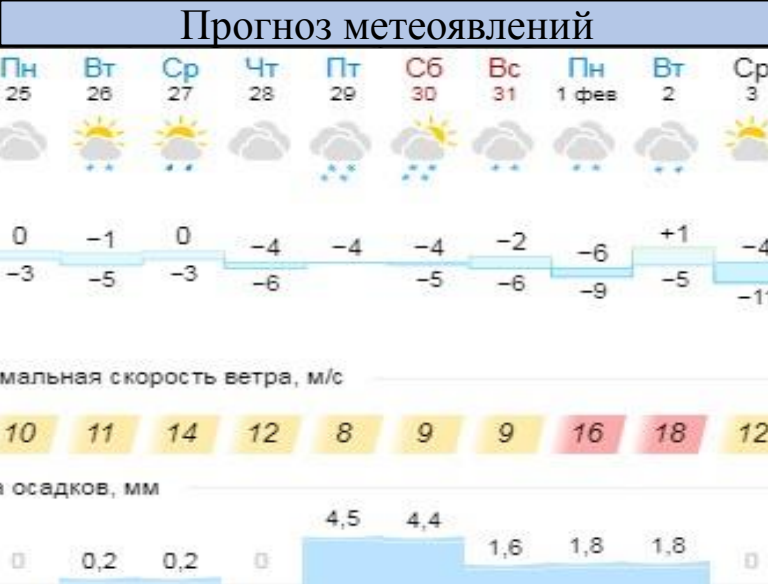 Прогноз метеоявлений
Пн Вт Ср Чт Пт Сб Вс Пн Вт Ср
25 26 27 28 29 30 31 1 фев 2 3
0 −1 0 −4 −4 −4 −2 −6 +1 −4
−3 −5 −3 −6 −5 −6 −9 −5 −11
мальная скорость ветра, м/с
10 11 14 12 8 9 9 16 18 12
а осадков, мм
0 0,2 0,2 0 4,5 4,4 1,6 1,8 1,8 0